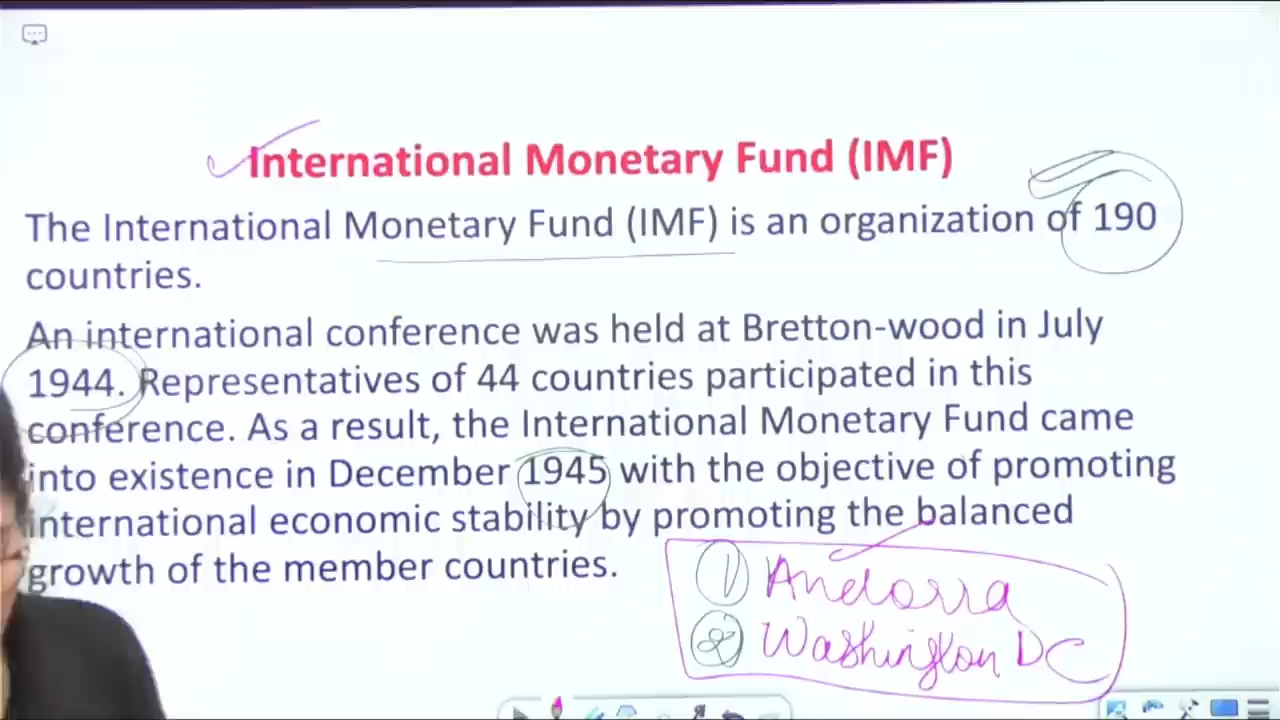 International Monetary Fund (IMF)
The International Monetary Fund (IMF) is an organization of 190
countries.
An international conference was held at Bretton-wood in July
1944. Representatives of 44 countries participated in this
conference. As a result, the International Monetary Fund came
into existence in December 1945 with the objective of promoting
international economic stability by promoting the balanced
growth of the member countries.
① Andorra
② Washington DC